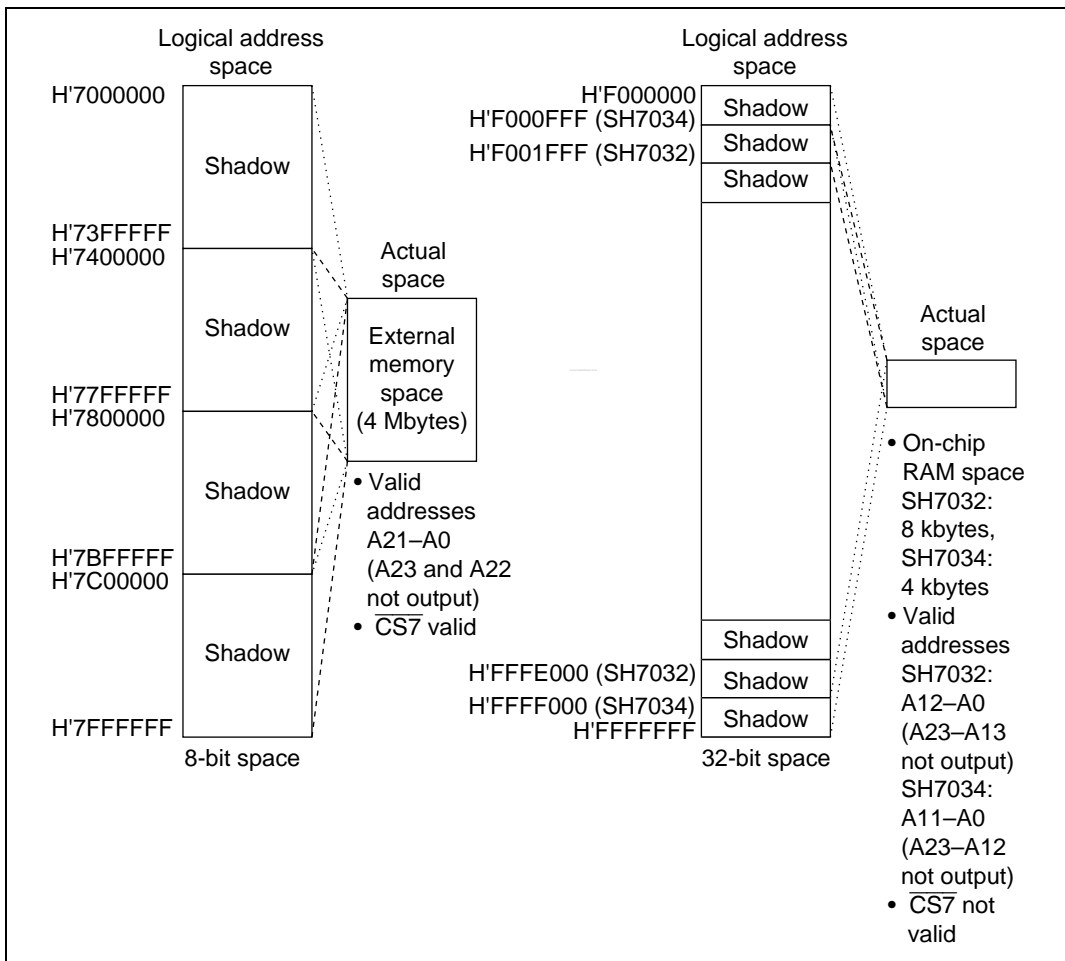 Logical address
space
H'7000000
Shadow
H'73FFFFF
H'7400000
Shadow
H'77FFFFF
H'7800000
Shadow
H'7BFFFFF
H'7C00000
Shadow
H'7FFFFFF
8-bit space
Actual
space
External
memory
space
(4 Mbytes)
• Valid
addresses
A21–A0
(A23 and A22
not output)
• CS7 valid
Logical address
space
H'F000000
Shadow
H'F000FFF (SH7034)
Shadow
H'F001FFF (SH7032)
Shadow
Shadow
H'FFFE000 (SH7032)
Shadow
H'FFFF000 (SH7034)
Shadow
H'FFFFFFF
32-bit space
Actual
space
• On-chip
RAM space
SH7032:
8 kbytes,
SH7034:
4 kbytes
• Valid
addresses
SH7032:
A12–A0
(A23–A13
not output)
SH7034:
A11–A0
(A23–A12
not output)
• CS7 not
valid